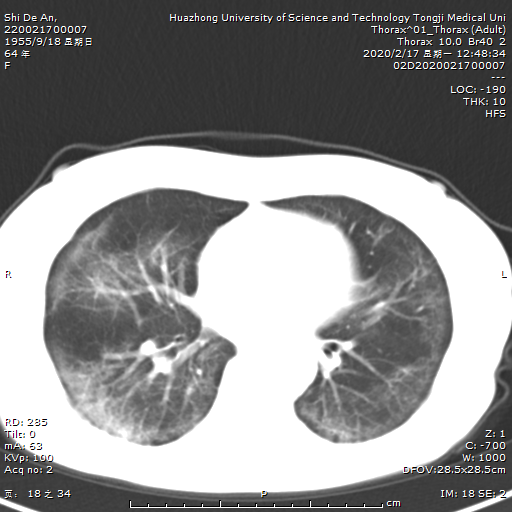 Shi De An,
220021700007
1955/9/18 星期日
64 年
F
Huazhong University of Science and Technology Tongji Medical Uni
Thorax^01_Thorax (Adult)
Thorax 10.0 Br40 2
2020/2/17 星期一 12:48:34
02D2020021700007
---
LOC: -190
THK: 10
HFS
R
L
RD: 285
Tilt: 0
mA: 63
KVp: 100
Acq no: 2
页: 18 之 34
P
cm
Z: 1
C: -700
W: 1000
DFOV:28.5x28.5cm
IM: 18 SE: 2